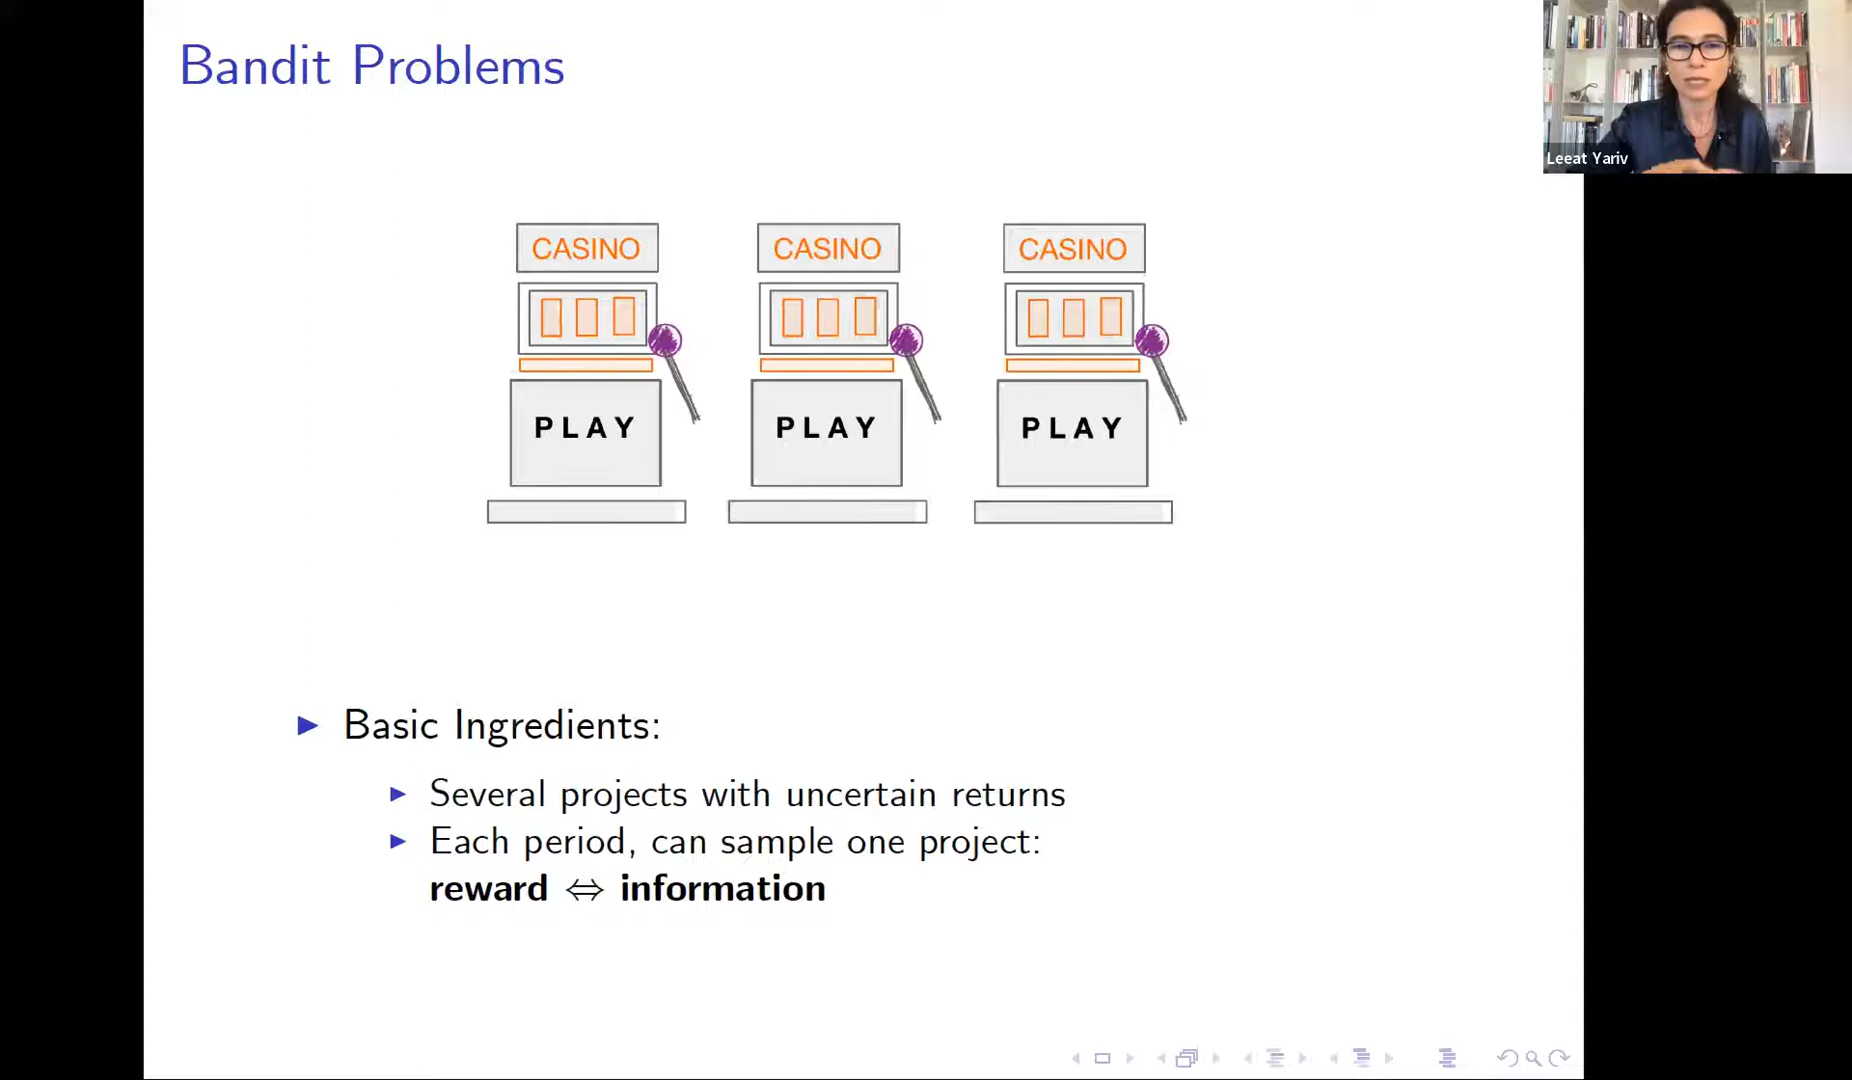 Bandit Problems
Leeat Yariv
CASINO CASINO CASINO
PLAY PLAY PLAY
Basic Ingredients:
Several projects with uncertain returns
Each period, can sample one project:
reward ⇔ information